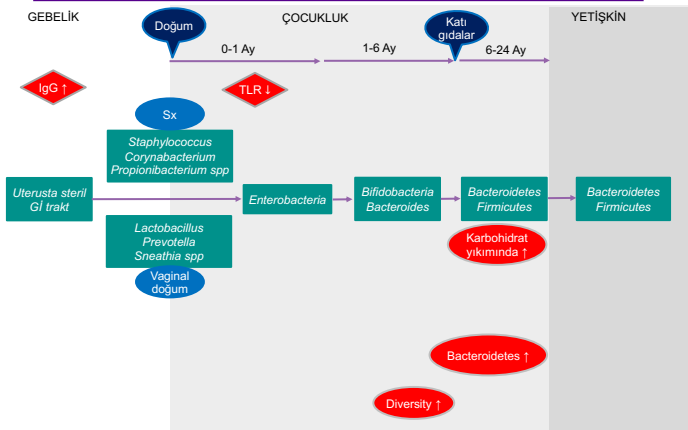 GEBELİK
ÇOCUKLUK
YETİŞKİN
Doğum
Katı
gıdalar
0-1 Ay
1-6 Ay
6-24 Ay
IgG ↑
TLR ↓
Sx
Staphylococcus
Corynabacterium
Propionibacterium spp
Uterusta steril
Gİ trakt
Enterobacteria
Bifidobacteria
Bacteroides
Bacteroidetes
Firmicutes
Bacteroidetes
Firmicutes
Lactobacillus
Prevotella
Sneathia spp
Vaginal
doğum
Karbohidrat
yıkımında ↑
Bacteroidetes ↑
Diversity ↑